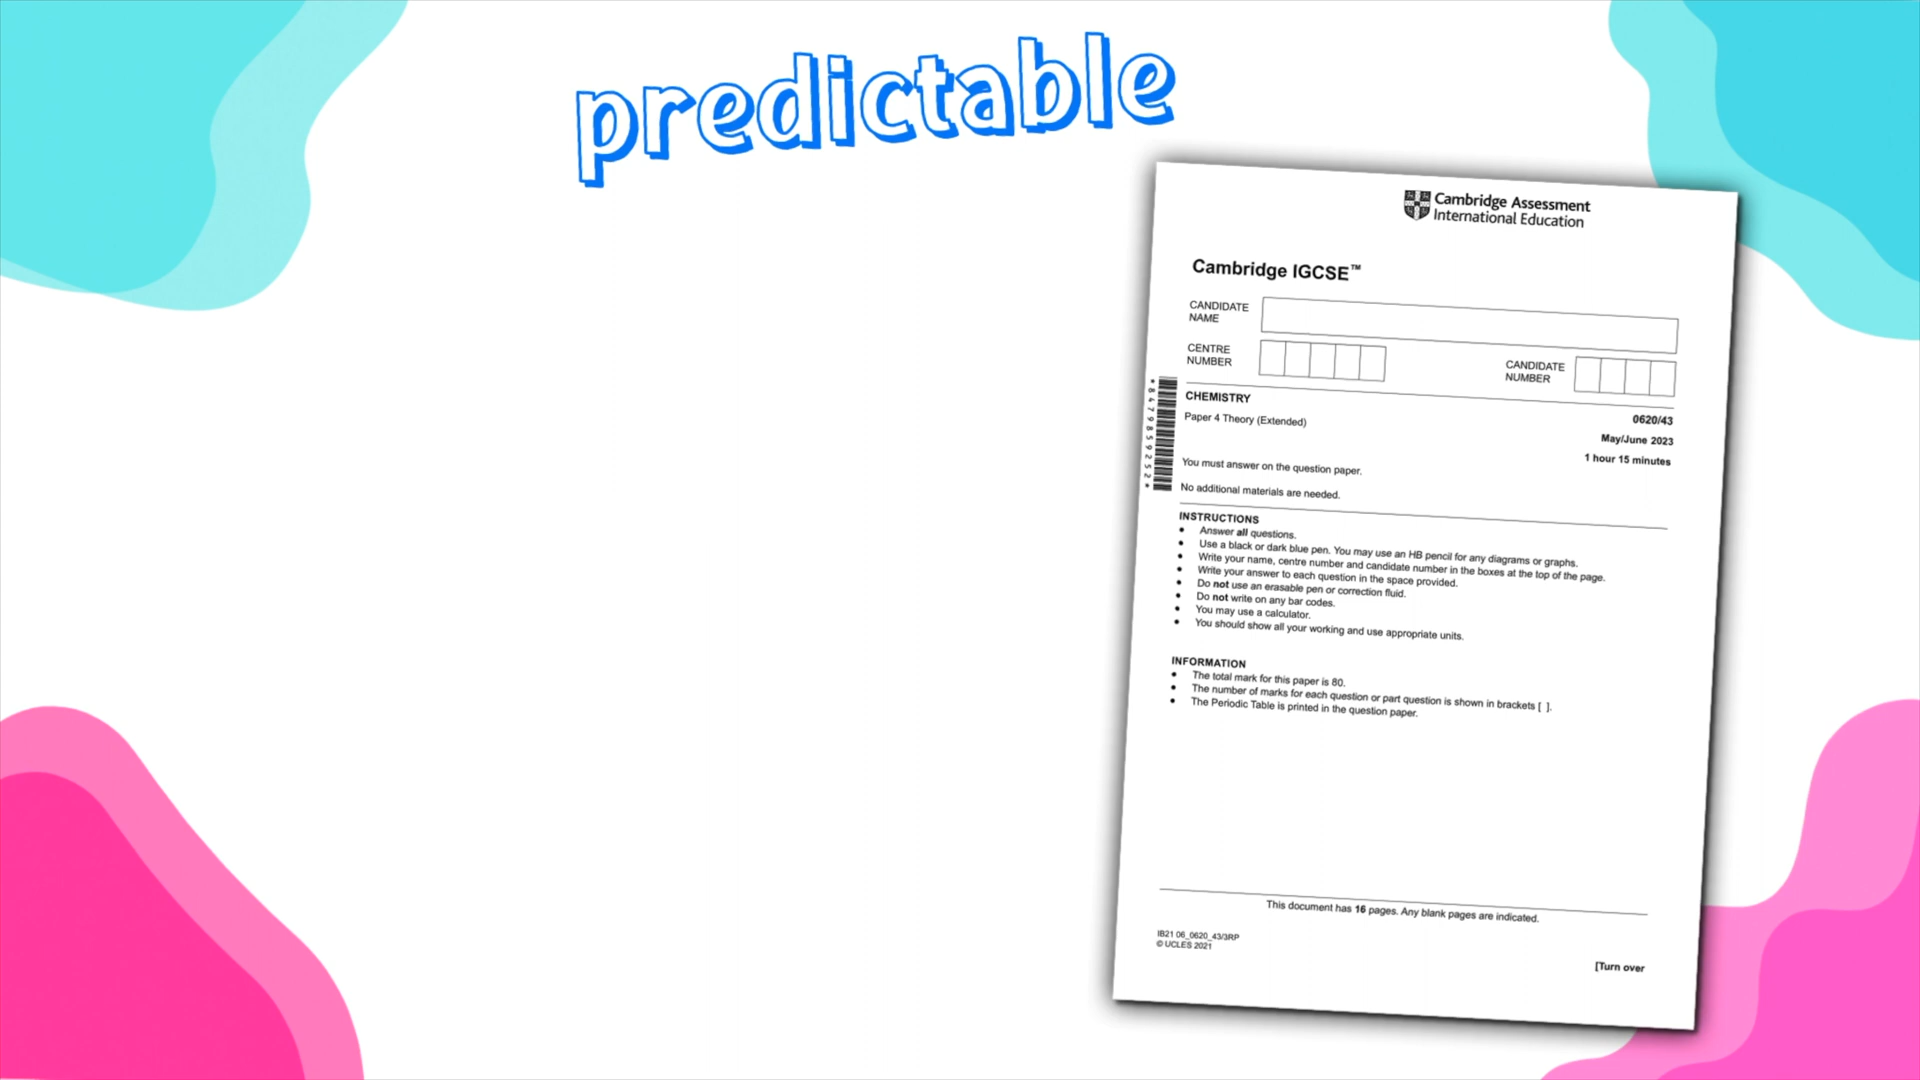 predictable
Cambridge Assessment
International Education
Cambridge IGCSE™
CANDIDATE
NAME
CENTRE
NUMBER
CANDIDATE
NUMBER
*8479859252*
CHEMISTRY
0620/43
Paper 4 Theory (Extended)
May/June 2023
1 hour 15 minutes
You must answer on the question paper.
No additional materials are needed.
INSTRUCTIONS
● Answer all questions.
● Use a black or dark blue pen. You may use an HB pencil for any diagrams or graphs.
● Write your name, centre number and candidate number in the boxes at the top of the page.
● Write your answer to each question in the space provided.
● Do not use an erasable pen or correction fluid.
● Do not write on any bar codes.
● You may use a calculator.
● You should show all your working and use appropriate units.
INFORMATION
● The total mark for this paper is 80.
● The number of marks for each question or part question is shown in brackets [ ].
● The Periodic Table is printed in the question paper.
This document has 16 pages. Any blank pages are indicated.
IB21 06_0620_43/3RP
© UCLES 2021
[Turn over